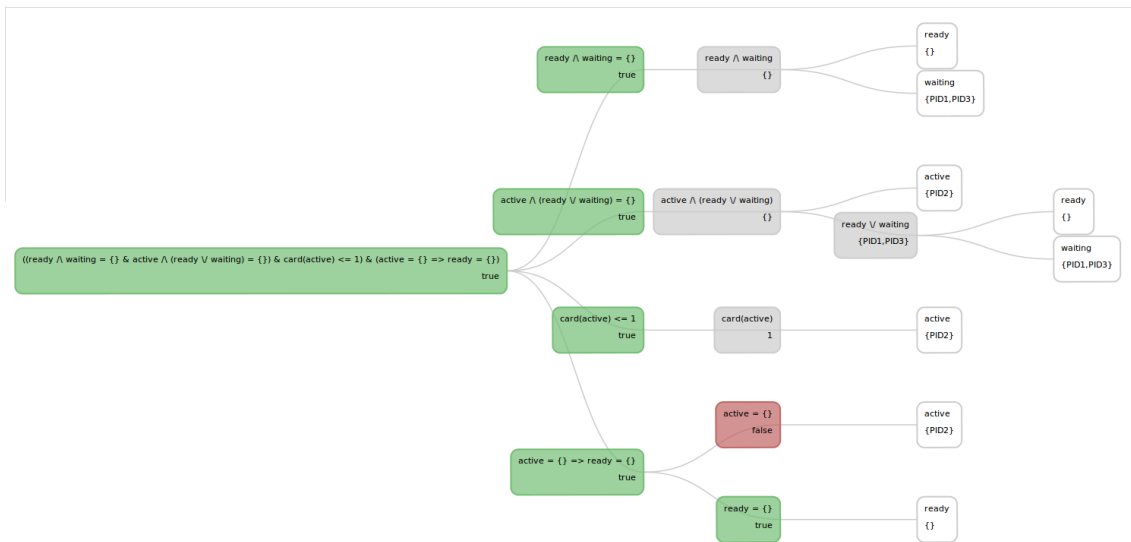 ready /\ waiting = {}
true
ready /\ waiting
{}
ready
{}
waiting
{PID1,PID3}
active /\ (ready \/ waiting) = {}
true
active /\ (ready \/ waiting)
{}
active
{PID2}
ready \/ waiting
{PID1,PID3}
ready
{}
waiting
{PID1,PID3}
((ready /\ waiting = {} & active /\ (ready \/ waiting) = {}) & card(active) <= 1) & (active = {} => ready = {})
true
card(active) <= 1
true
card(active)
1
active
{PID2}
active = {} => ready = {}
true
active = {}
false
active
{PID2}
ready = {}
true
ready
{}